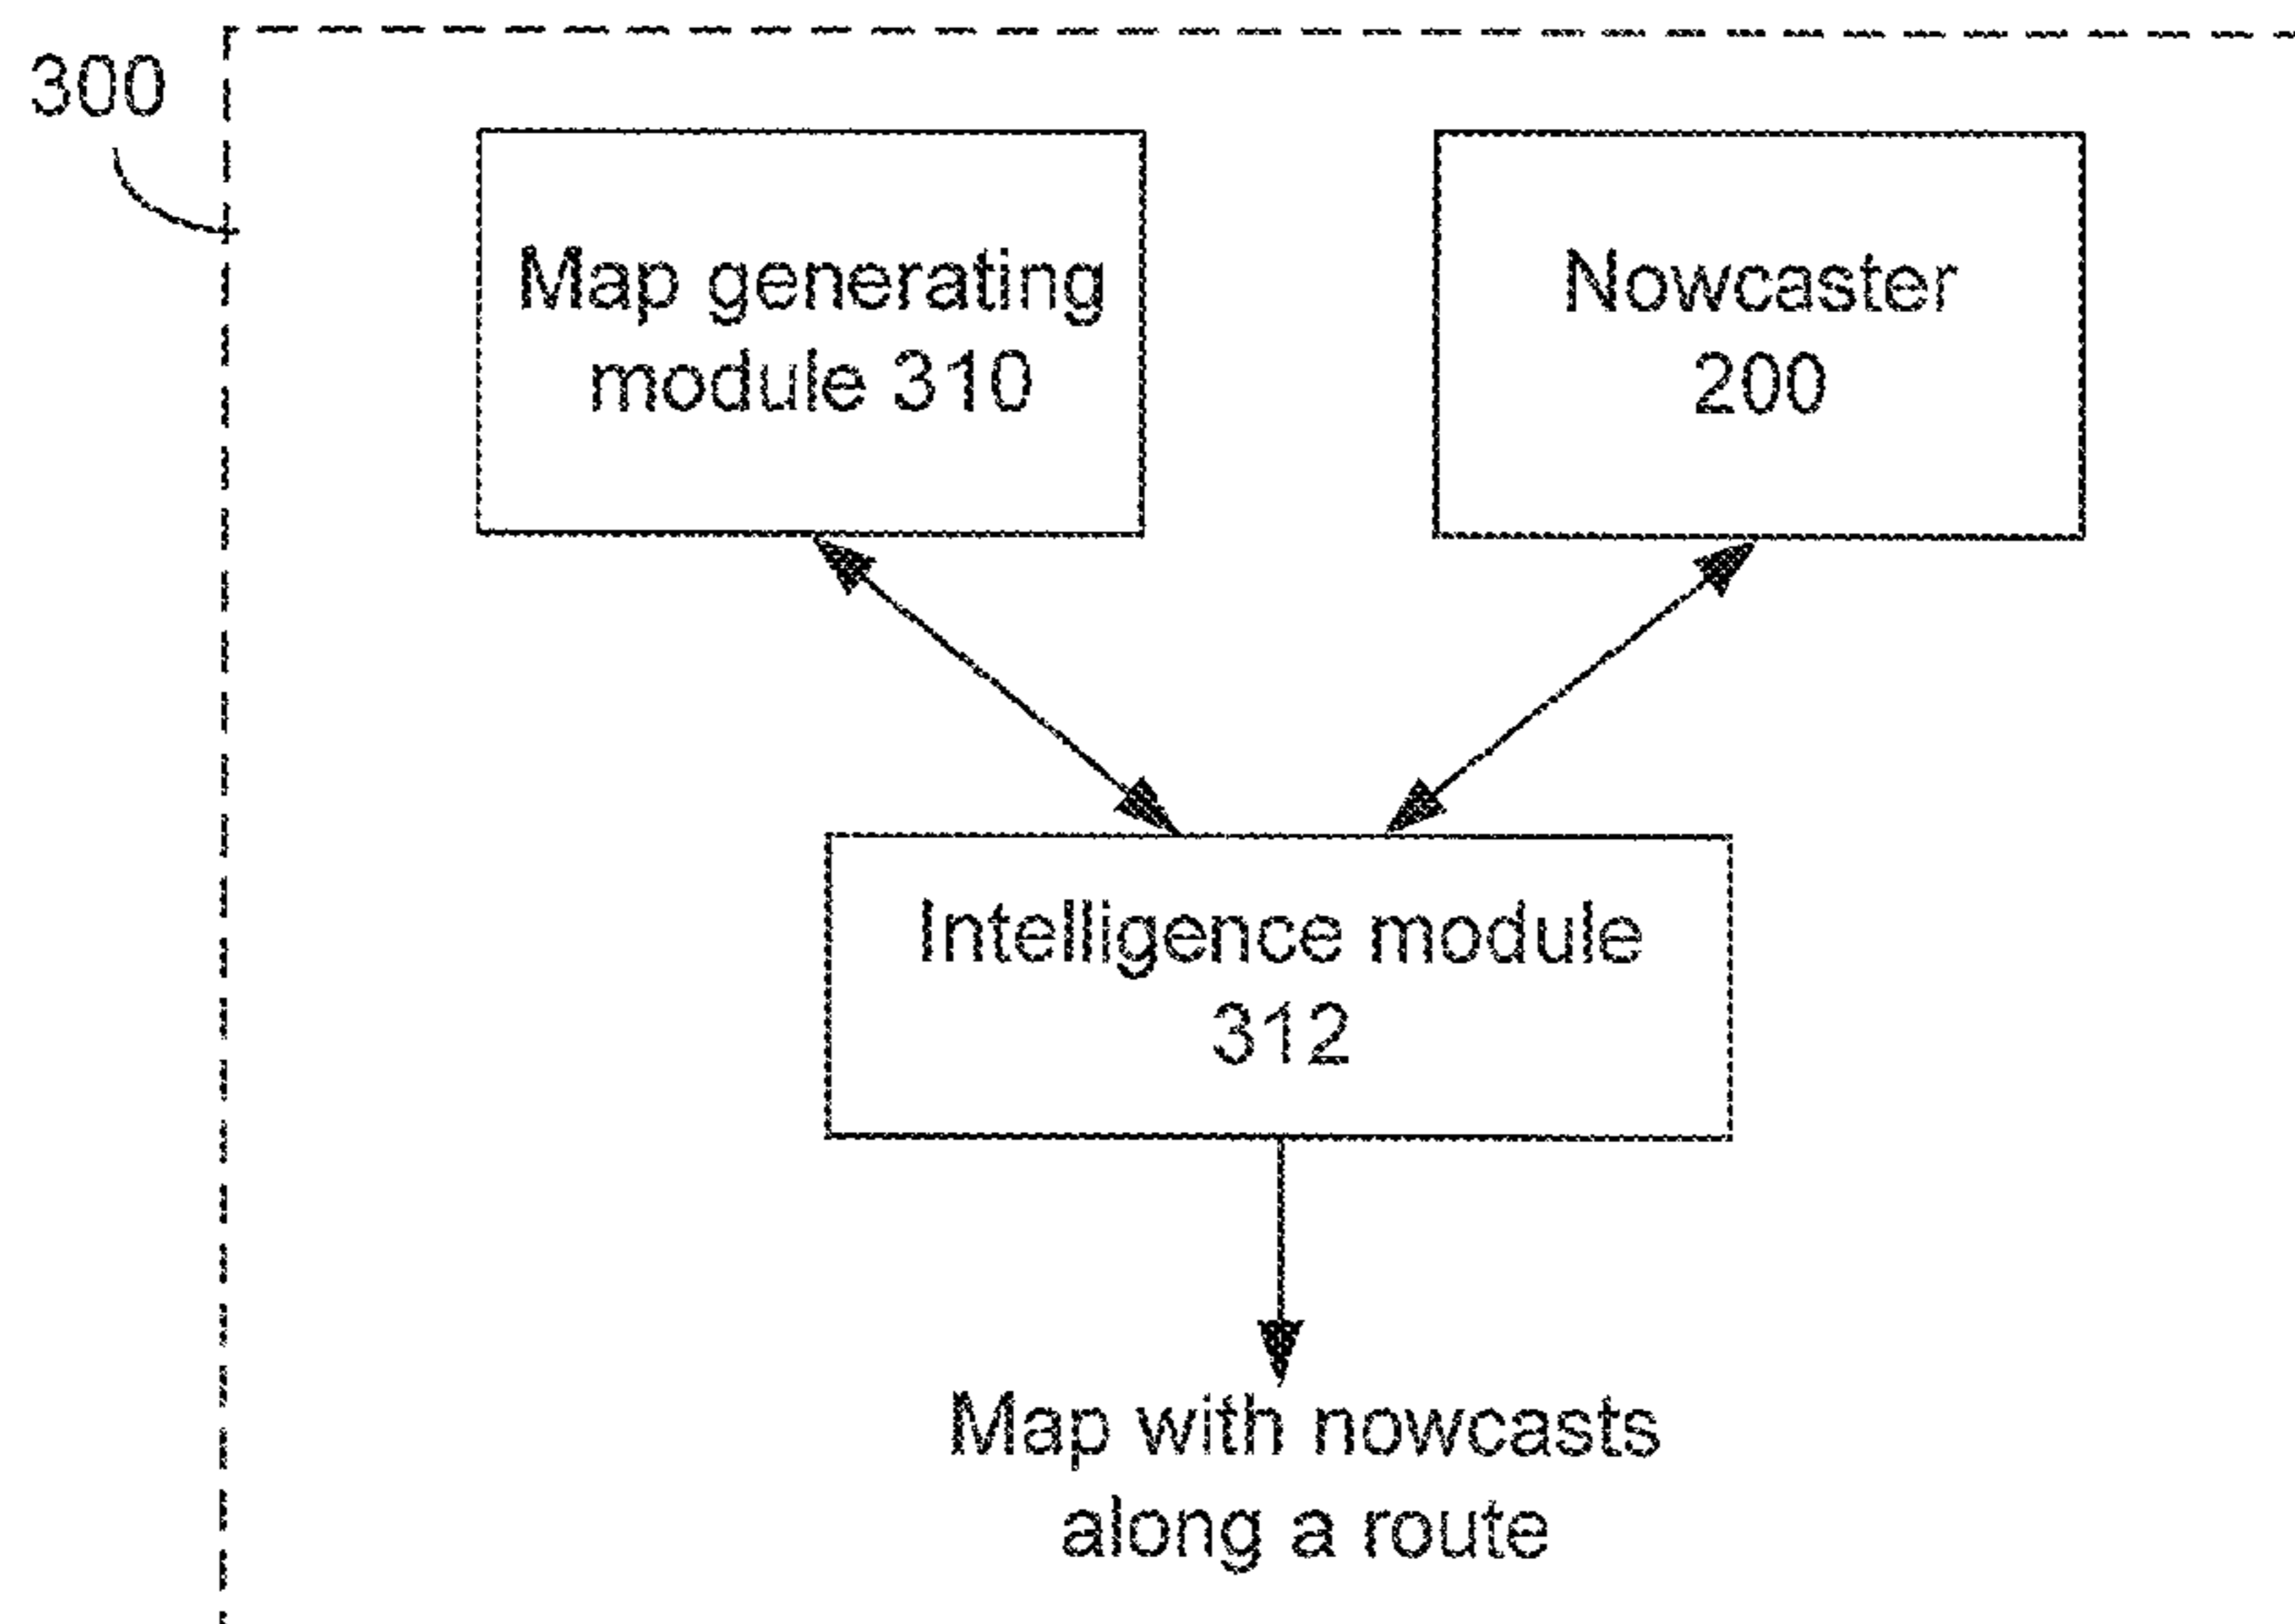 300
Map generating
module 310
Nowcaster
200
Intelligence module
312
Map with nowcasts
along a route